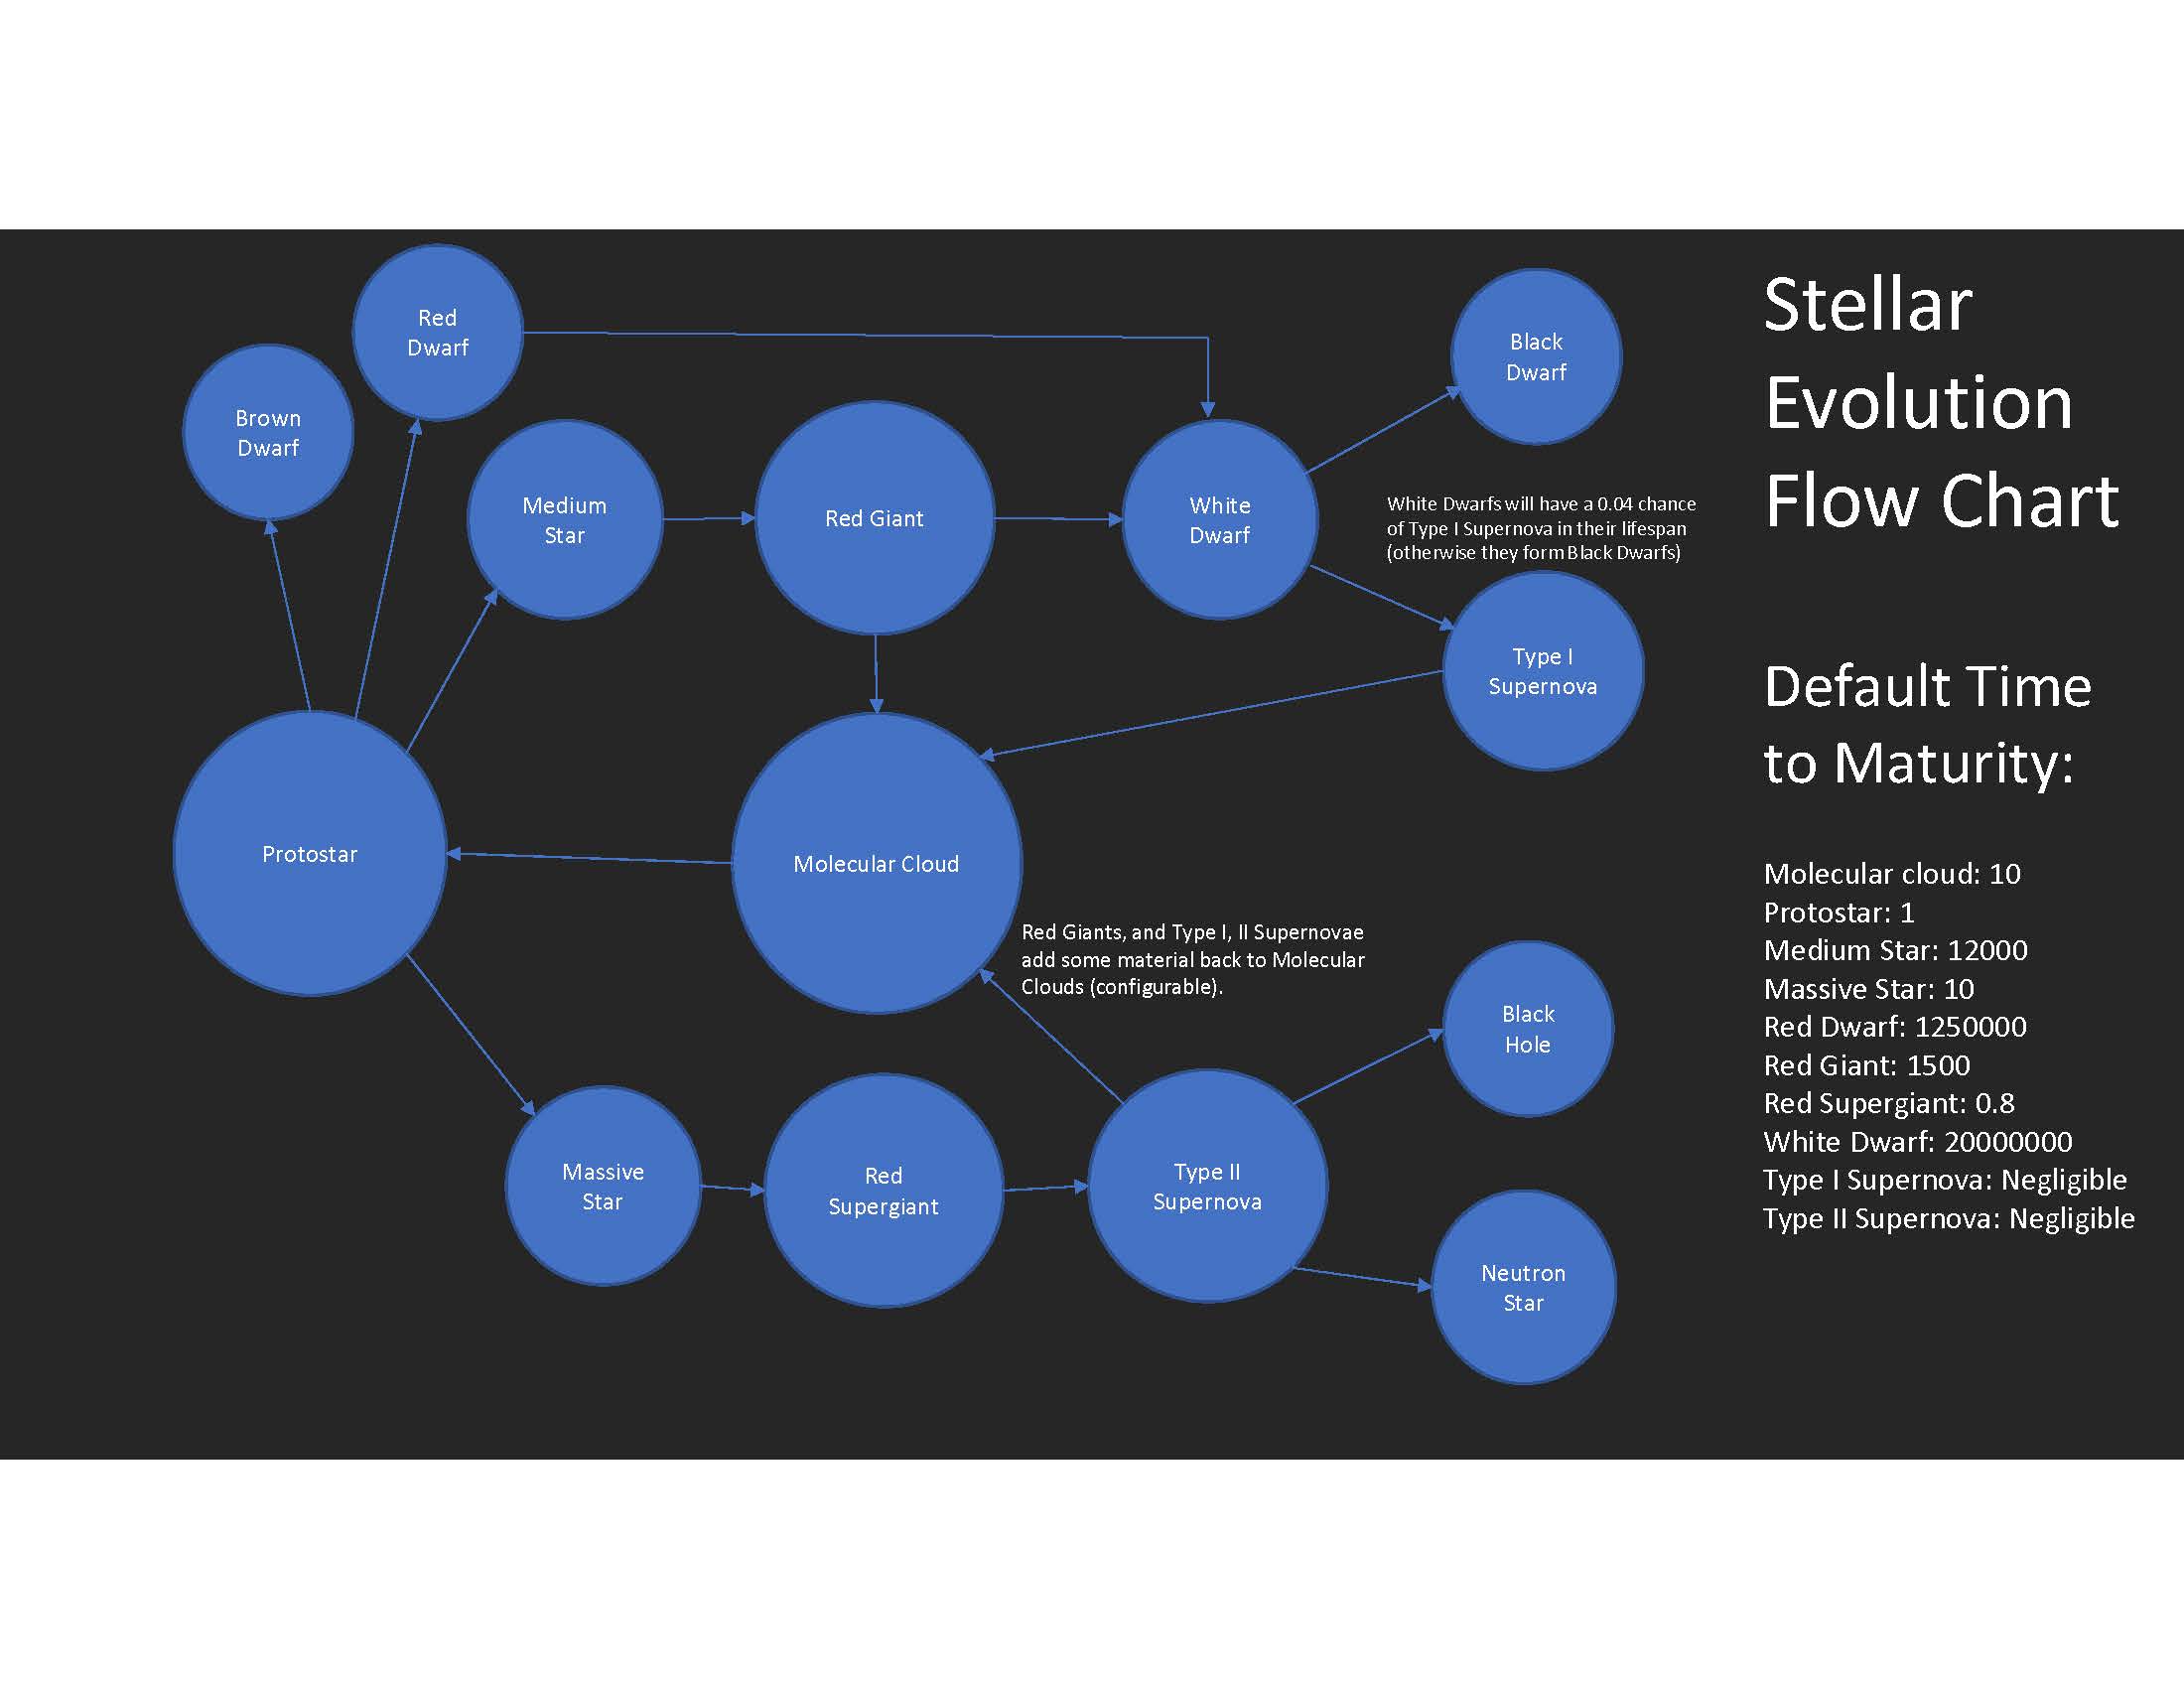 Stellar
Evolution
Flow Chart
Default Time
to Maturity:
Molecular cloud: 10
Protostar: 1
Medium Star: 12000
Massive Star: 10
Red Dwarf: 1250000
Red Giant: 1500
Red Supergiant: 0.8
White Dwarf: 20000000
Type I Supernova: Negligible
Type II Supernova: Negligible
Red
Dwarf
Brown
Dwarf
Medium
Star
Red Giant
White
Dwarf
Black
Dwarf
White Dwarfs will have a 0.04 chance
of Type I Supernova in their lifespan
(otherwise they form Black Dwarfs)
Type I
Supernova
Protostar
Molecular Cloud
Red Giants, and Type I, II Supernovae
add some material back to Molecular
Clouds (configurable).
Black
Hole
Massive
Star
Red
Supergiant
Type II
Supernova
Neutron
Star